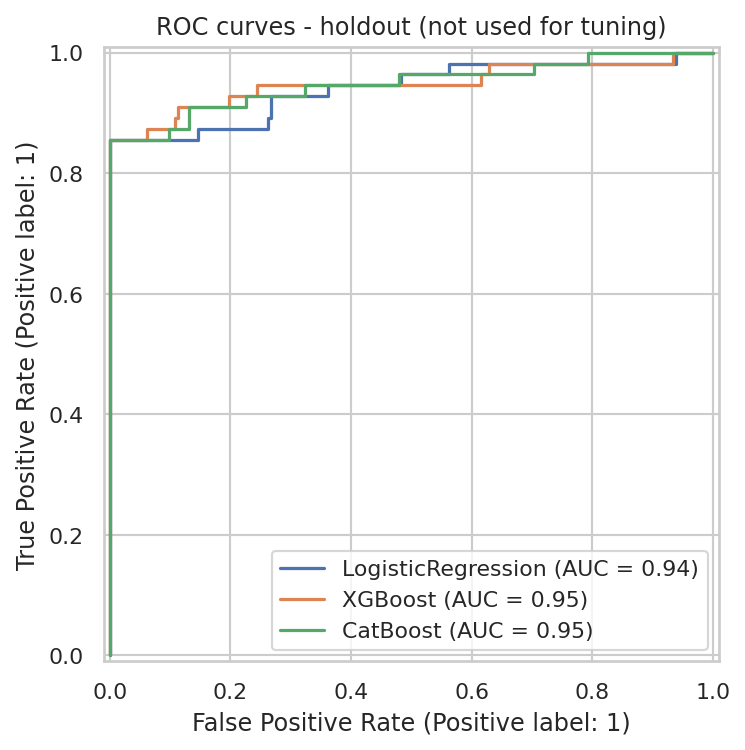 ROC curves - holdout (not used for tuning)
True Positive Rate (Positive label: 1)
1.0
0.8
0.6
0.4
0.2
0.0
LogisticRegression (AUC = 0.94)
XGBoost (AUC = 0.95)
CatBoost (AUC = 0.95)
0.0 0.2 0.4 0.6 0.8 1.0
False Positive Rate (Positive label: 1)